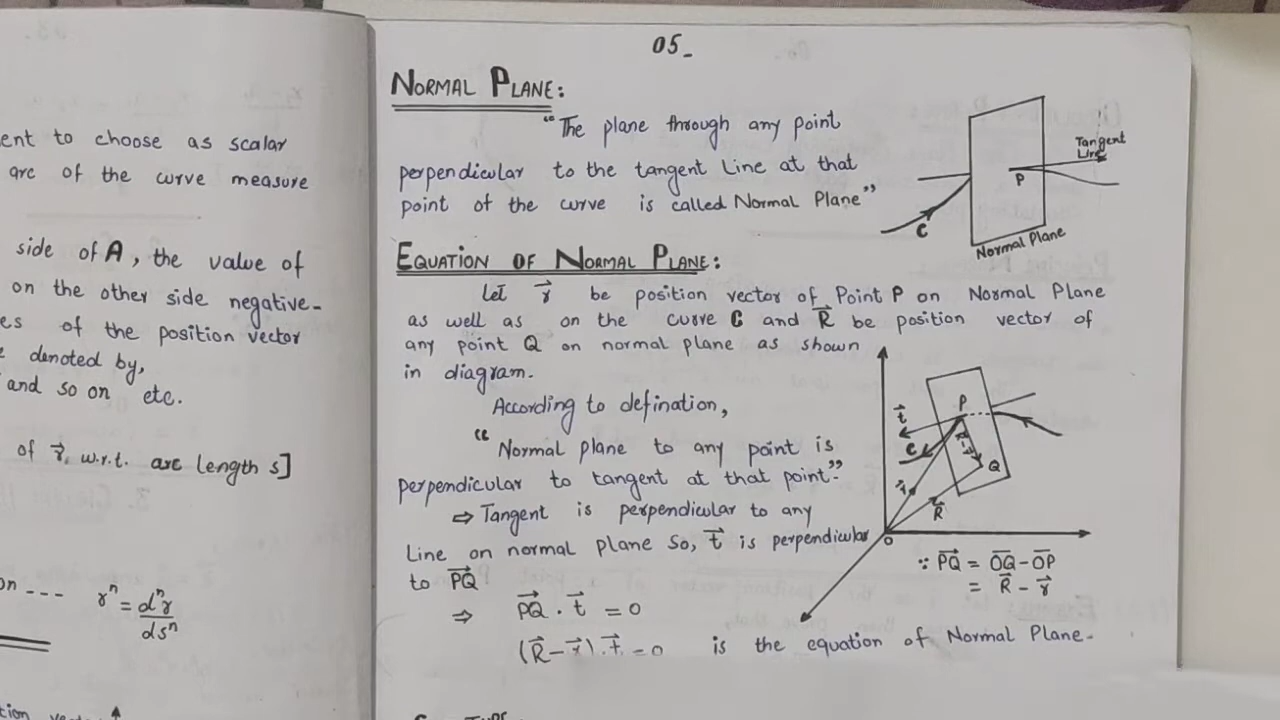 ent to choose as scalar
arc of the curve measure
side of A, the value of
on the other side negative-
es of the position vector
denoted by,
and so on etc.
of r⃗, w.r.t. arc length s]
on --- rⁿ = dⁿr/dsⁿ
05_
NORMAL PLANE:
"The plane through any point
perpendicular to the tangent Line at that
point of the curve is called Normal Plane"
Tangent
Line
P
C
Normal Plane
EQUATION OF NORMAL PLANE:
Let r⃗ be position vector of Point P on Normal Plane
as well as on the curve C and R⃗ be position vector of
any point Q on normal plane as shown
in diagram.
According to defination,
"Normal plane to any point is
perpendicular to tangent at that point."
⇒ Tangent is perpendicular to any
Line on normal plane so, t⃗ is perpendicular
to P͞Q
⇒ PQ⃗ . t⃗ = 0
(R⃗ - r⃗) . t⃗ = 0 is the equation of Normal Plane-
P
t⃗
C
R-r
Q
r⃗
R⃗
O
∵ P͞Q = O͞Q - O͞P
= R⃗ - r⃗